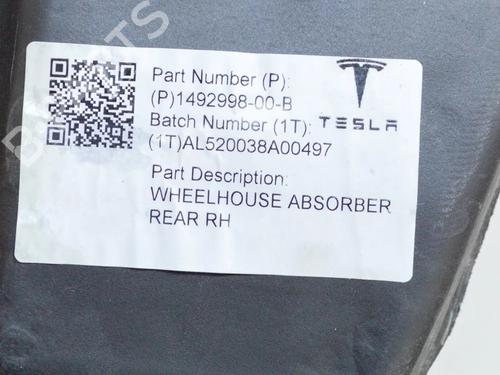 Part Number (P):
(P)1492998-00-B
Batch Number (1T):
TESLA
(1T)AL520038A00497
Part Description:
WHEELHOUSE ABSORBER
REAR RH